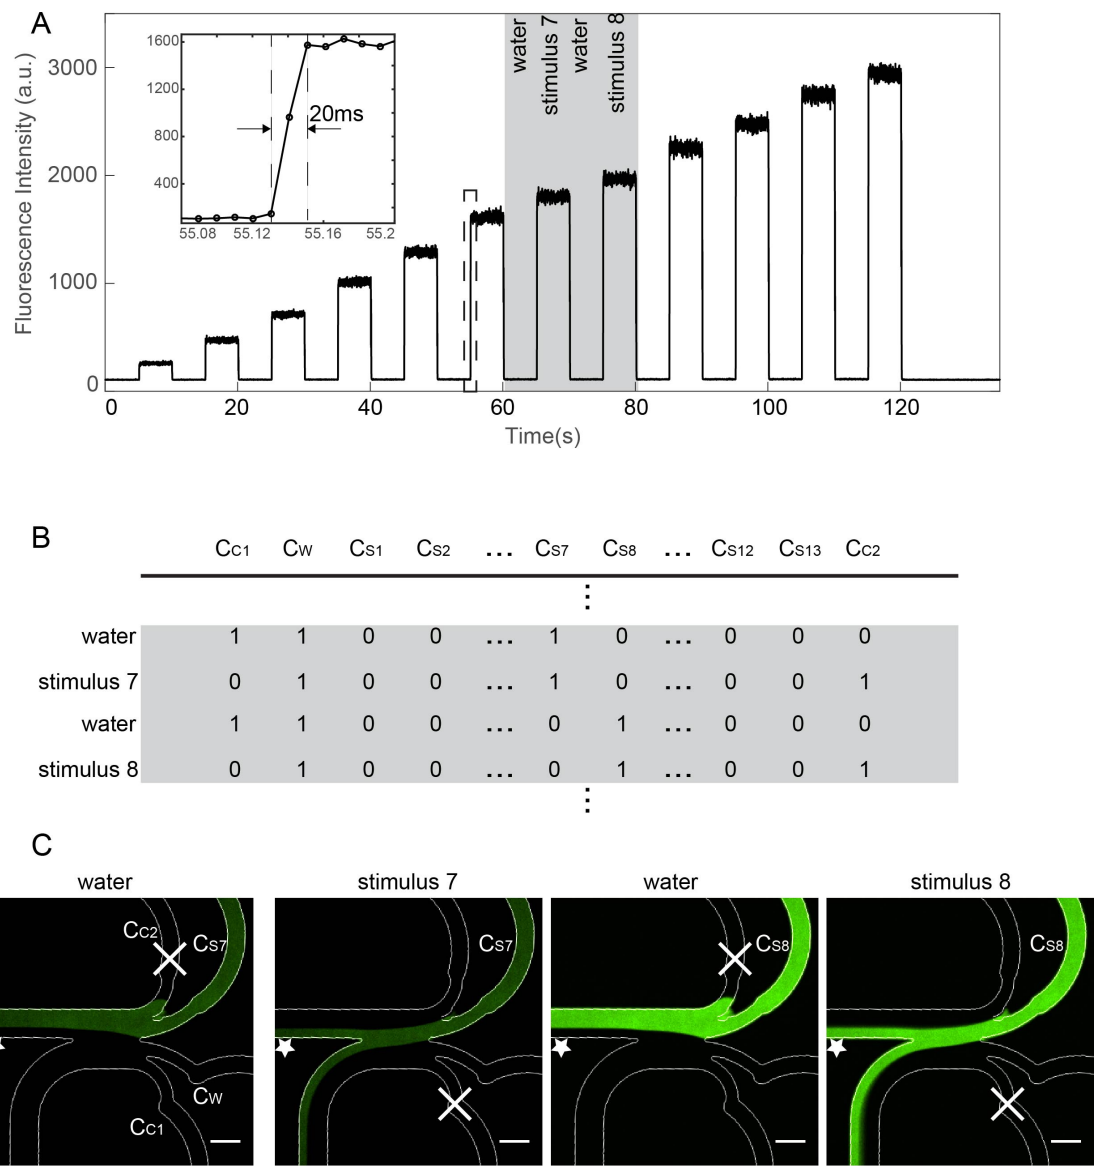 A
Fluorescence Intensity (a.u.)
3000
2000
1000
0
1600
1200
800
400
20ms
55.08 55.12 55.16 55.2
water
stimulus 7
water
stimulus 8
0 20 40 60 80 100 120
Time(s)
B
CC1 CW CS1 CS2 ... CS7 CS8 ... CS12 CS13 CC2
water 1 1 0 0 ... 1 0 ... 0 0 0
stimulus 7 0 1 0 0 ... 1 0 ... 0 0 1
water 1 1 0 0 ... 0 1 ... 0 0 0
stimulus 8 0 1 0 0 ... 0 1 ... 0 0 1
C
water stimulus 7 water stimulus 8
CC2 CS7 CS7 CS8 CS8
CW
CC1